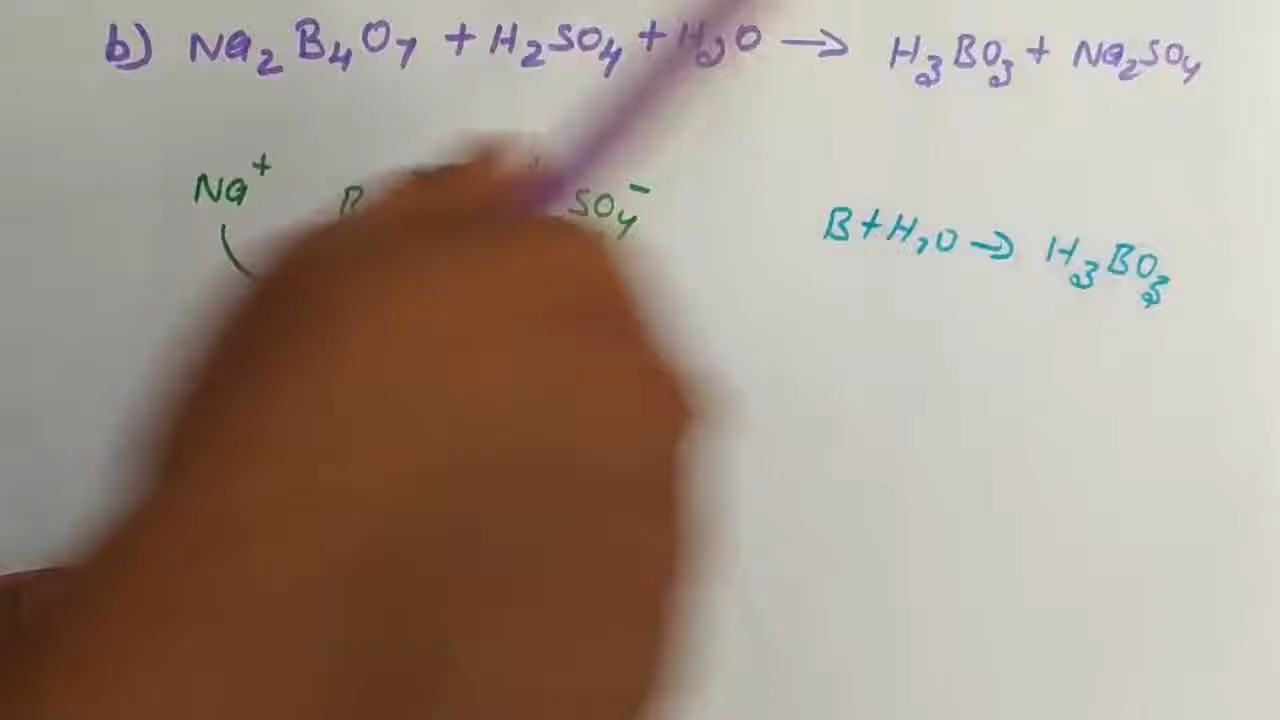 b) Na₂B₄O₇ + H₂SO₄ + H₂O → H₃BO₃ + Na₂SO₄
Na⁺ B SO₄⁻
B + H₂O → H₃BO₃